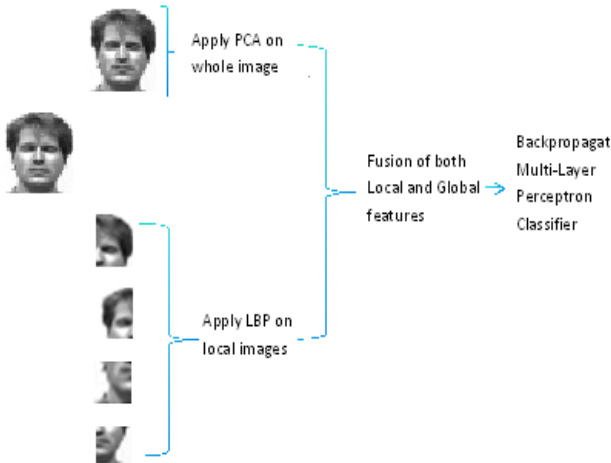 Apply PCA on
whole image
Fusion of both
Local and Global
features
Backpropagat
Multi-Layer
Perceptron
Classifier
Apply LBP on
local images